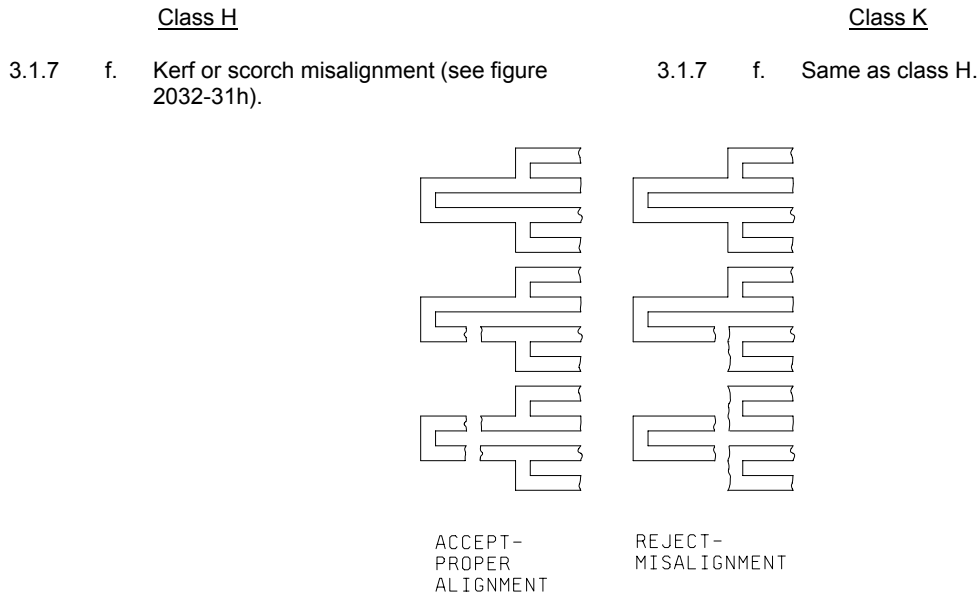 Class H
Class K
3.1.7 f. Kerf or scorch misalignment (see figure
2032-31h).
3.1.7 f. Same as class H.
ACCEPT-
PROPER
ALIGNMENT
REJECT-
MISALIGNMENT